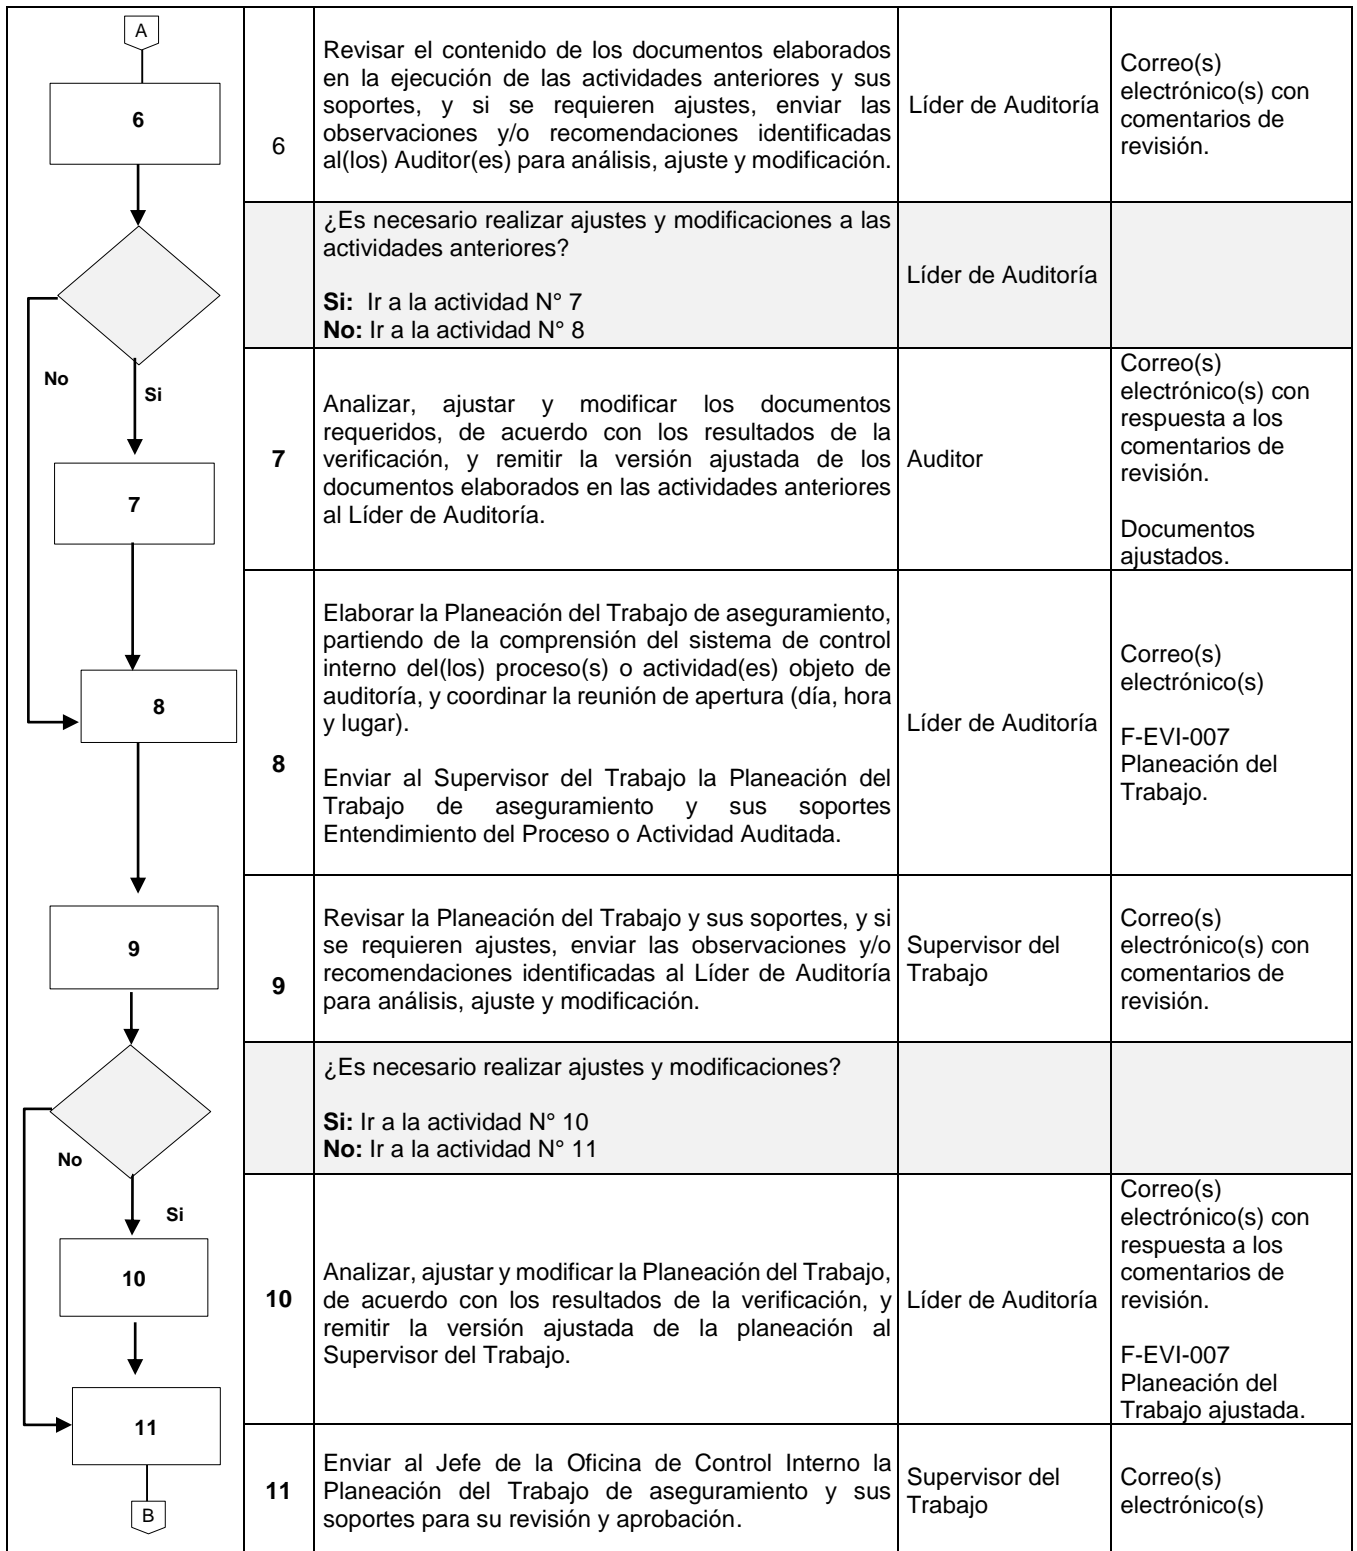 A
6
No
Si
7
8
9
No
Si
10
11
B
6
Revisar el contenido de los documentos elaborados
en la ejecución de las actividades anteriores y sus
soportes, y si se requieren ajustes, enviar las
observaciones y/o recomendaciones identificadas
al(los) Auditor(es) para análisis, ajuste y modificación.
Líder de Auditoría
Correo(s)
electrónico(s) con
comentarios de
revisión.
¿Es necesario realizar ajustes y modificaciones a las
actividades anteriores?
Si: Ir a la actividad N° 7
No: Ir a la actividad N° 8
Líder de Auditoría
7
Analizar, ajustar y modificar los documentos
requeridos, de acuerdo con los resultados de la
verificación, y remitir la versión ajustada de los
documentos elaborados en las actividades anteriores
al Líder de Auditoría.
Auditor
Correo(s)
electrónico(s) con
respuesta a los
comentarios de
revisión.
Documentos
ajustados.
8
Elaborar la Planeación del Trabajo de aseguramiento,
partiendo de la comprensión del sistema de control
interno del(los) proceso(s) o actividad(es) objeto de
auditoría, y coordinar la reunión de apertura (día, hora
y lugar).
Enviar al Supervisor del Trabajo la Planeación del
Trabajo de aseguramiento y sus soportes
Entendimiento del Proceso o Actividad Auditada.
Líder de Auditoría
Correo(s)
electrónico(s)
F-EVI-007
Planeación del
Trabajo.
9
Revisar la Planeación del Trabajo y sus soportes, y si
se requieren ajustes, enviar las observaciones y/o
recomendaciones identificadas al Líder de Auditoría
para análisis, ajuste y modificación.
Supervisor del
Trabajo
Correo(s)
electrónico(s) con
comentarios de
revisión.
¿Es necesario realizar ajustes y modificaciones?
Si: Ir a la actividad N° 10
No: Ir a la actividad N° 11
10
Analizar, ajustar y modificar la Planeación del Trabajo,
de acuerdo con los resultados de la verificación, y
remitir la versión ajustada de la planeación al
Supervisor del Trabajo.
Líder de Auditoría
Correo(s)
electrónico(s) con
respuesta a los
comentarios de
revisión.
F-EVI-007
Planeación del
Trabajo ajustada.
11
Enviar al Jefe de la Oficina de Control Interno la
Planeación del Trabajo de aseguramiento y sus
soportes para su revisión y aprobación.
Supervisor del
Trabajo
Correo(s)
electrónico(s)